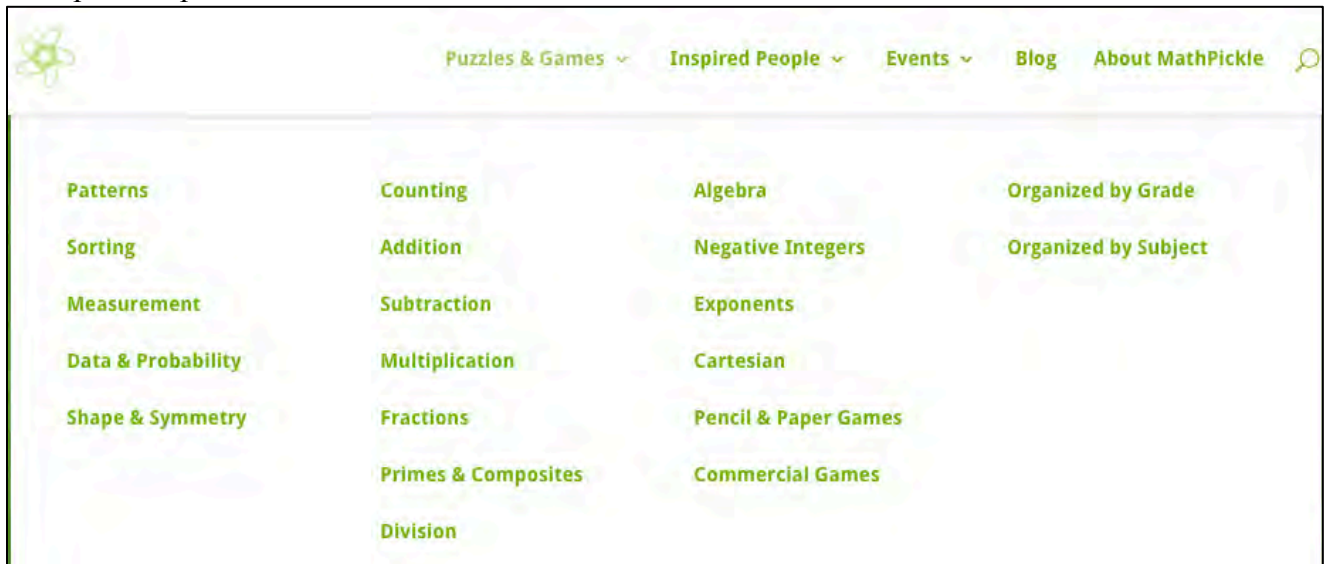 Puzzles & Games Inspired People Events Blog About MathPickle
Patterns Counting Algebra Organized by Grade
Sorting Addition Negative Integers Organized by Subject
Measurement Subtraction Exponents
Data & Probability Multiplication Cartesian
Shape & Symmetry Fractions Pencil & Paper Games
Primes & Composites Commercial Games
Division